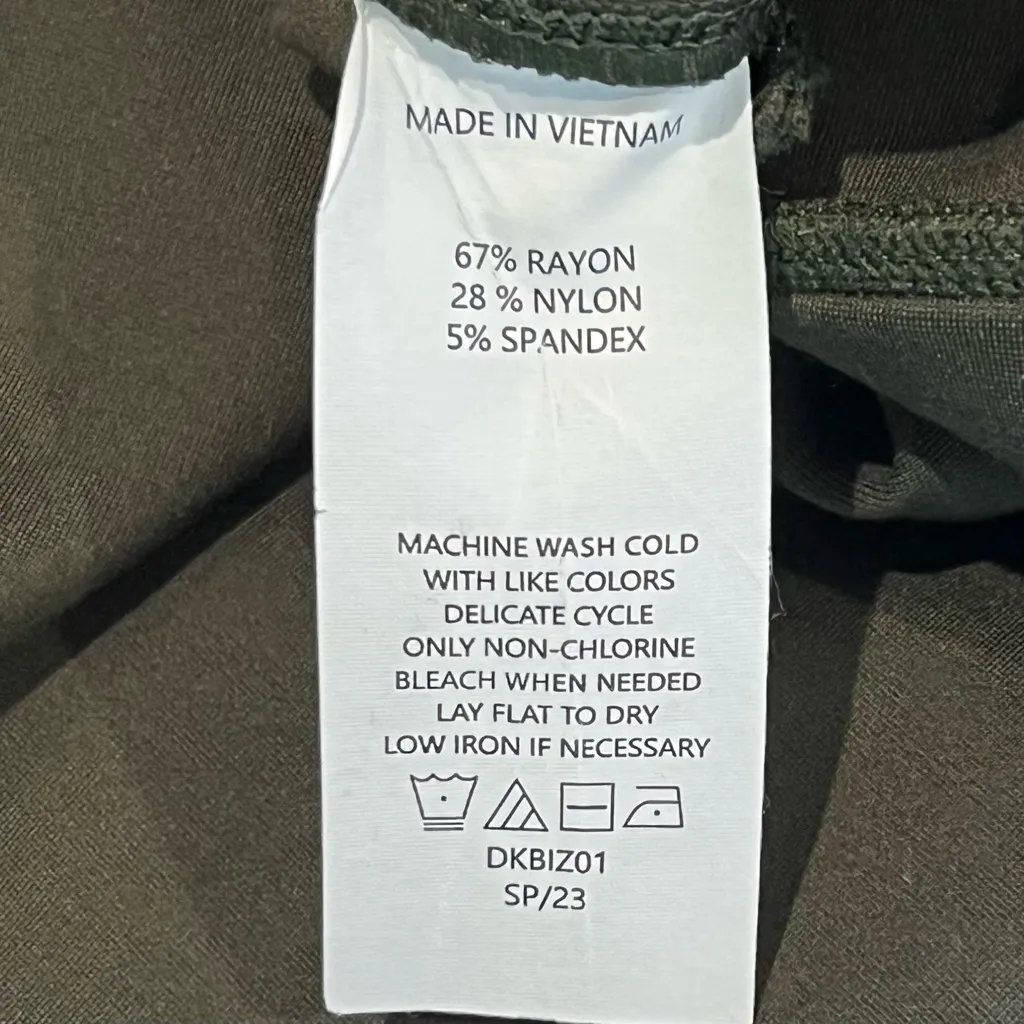 MADE IN VIETNAM
67% RAYON
28 % NYLON
5% SPANDEX
MACHINE WASH COLD
WITH LIKE COLORS
DELICATE CYCLE
ONLY NON-CHLORINE
BLEACH WHEN NEEDED
LAY FLAT TO DRY
LOW IRON IF NECESSARY
DKBIZ01
SP/23